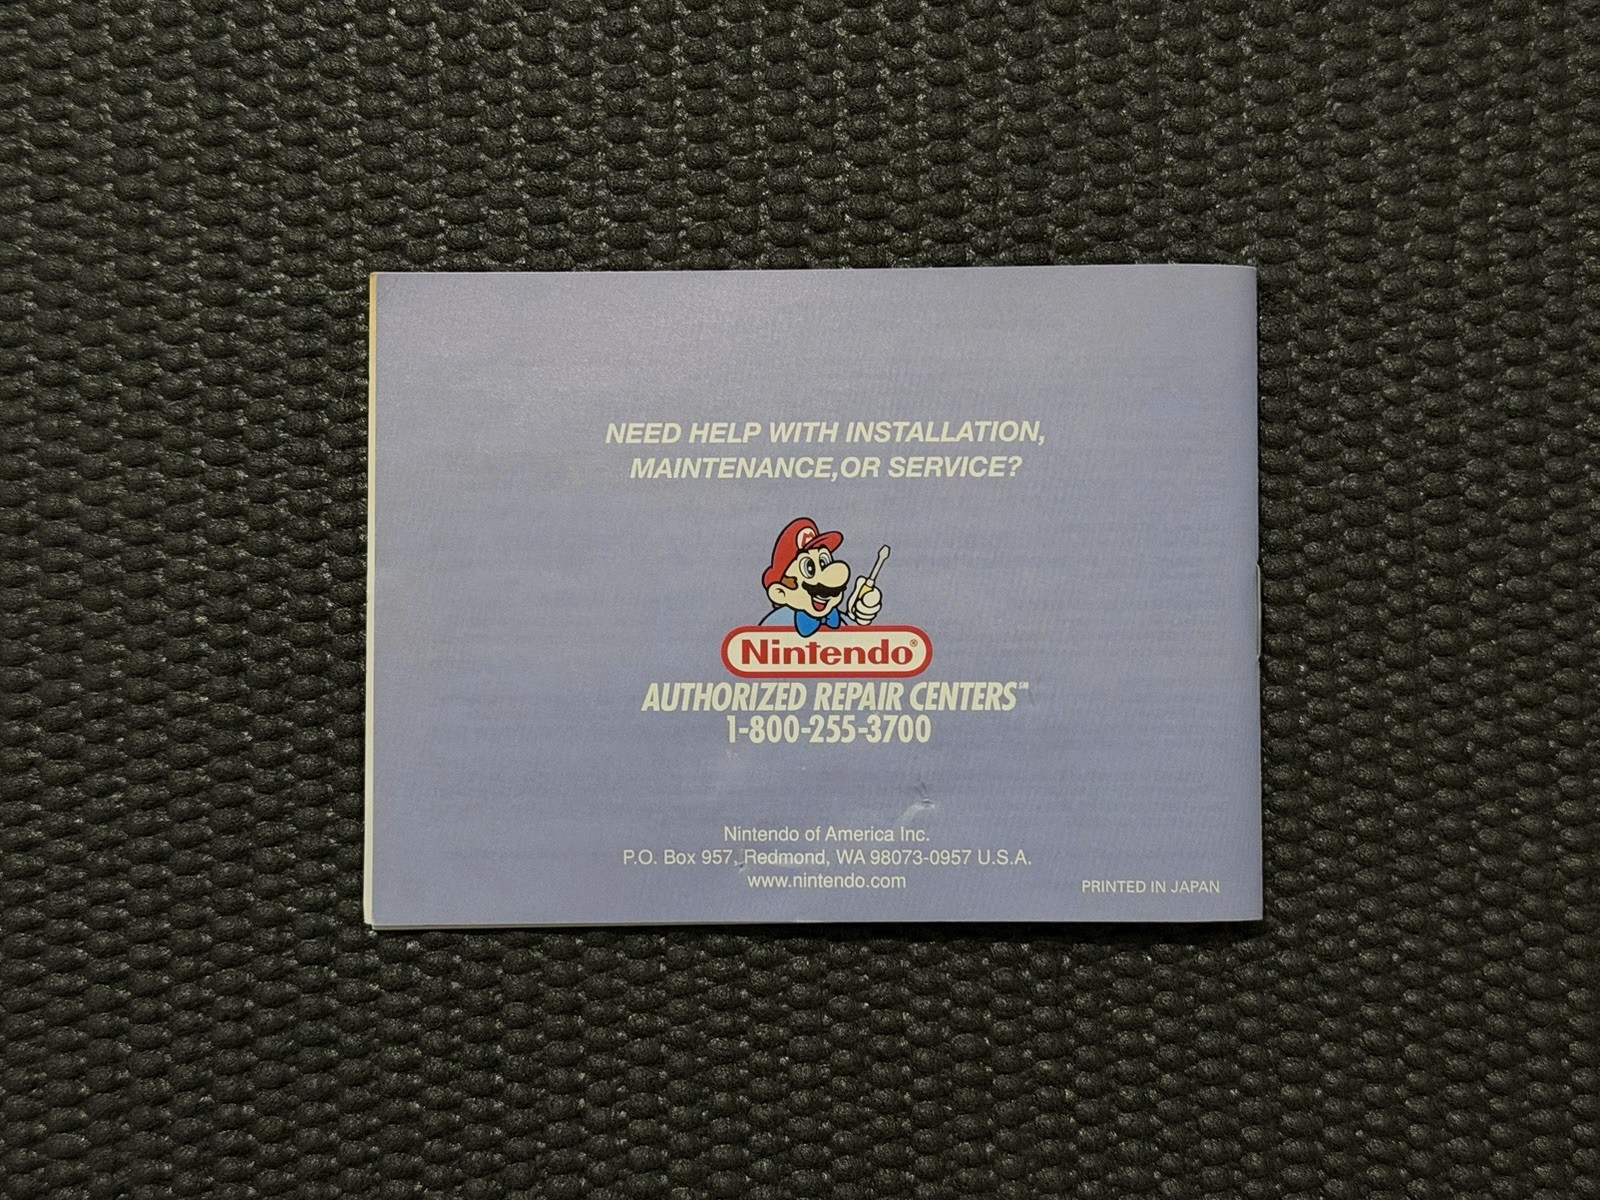 NEED HELP WITH INSTALLATION,
MAINTENANCE,OR SERVICE?
M
Nintendo®
AUTHORIZED REPAIR CENTERS℠
1-800-255-3700
Nintendo of America Inc.
P.O. Box 957, Redmond, WA 98073-0957 U.S.A.
www.nintendo.com
PRINTED IN JAPAN